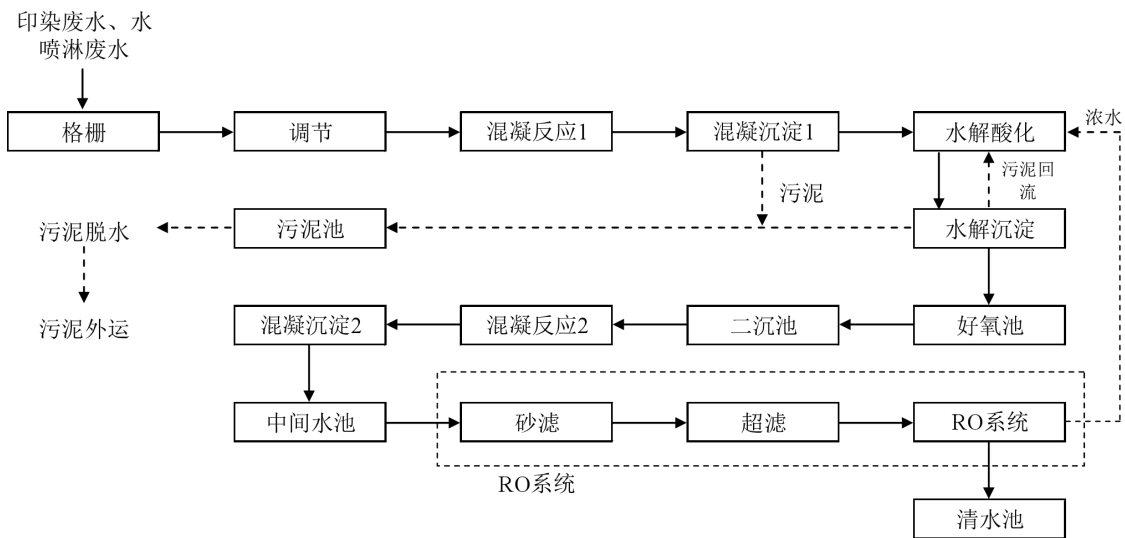 印染废水、水
喷淋废水
格栅
调节
混凝反应1
混凝沉淀1
水解酸化
浓水
污泥回
流
污泥
污泥脱水
污泥池
水解沉淀
污泥外运
混凝沉淀2
混凝反应2
二沉池
好氧池
中间水池
砂滤
超滤
RO系统
RO系统
清水池